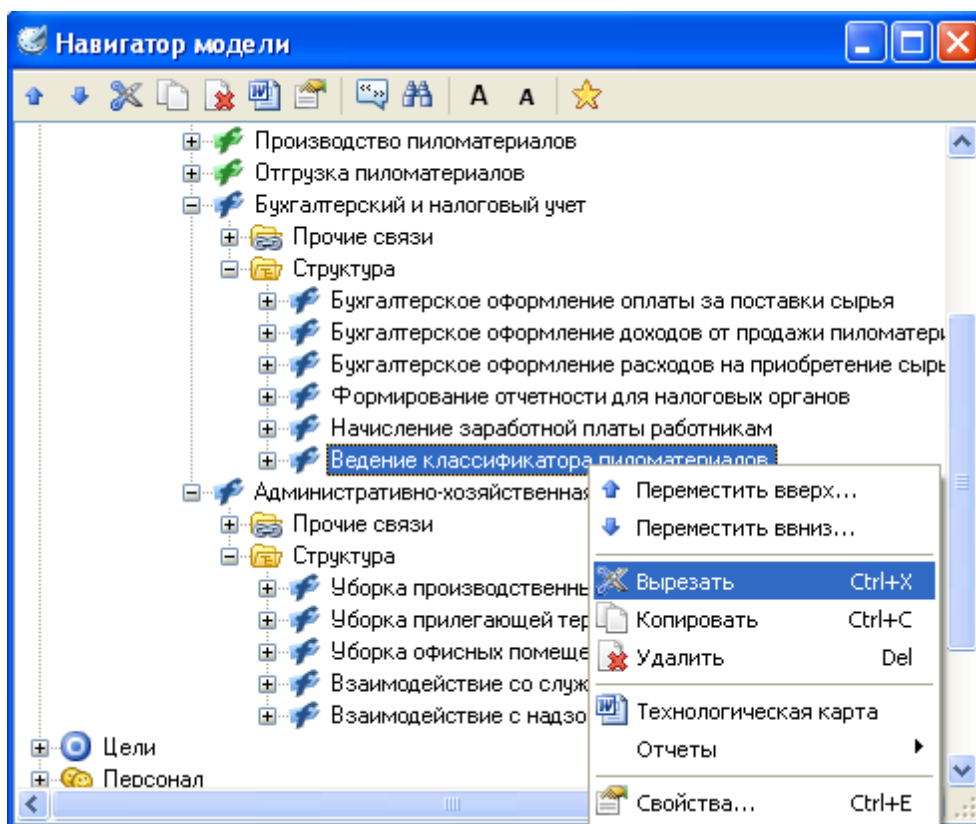 Навигатор модели
A A
Производство пиломатериалов
Отгрузка пиломатериалов
Бухгалтерский и налоговый учет
Прочие связи
Структура
Бухгалтерское оформление оплаты за поставки сырья
Бухгалтерское оформление доходов от продажи пиломатери
Бухгалтерское оформление расходов на приобретение сырь
Формирование отчетности для налоговых органов
Начисление заработной платы работникам
Ведение классификатора пиломатериалов
Переместить вверх...
Административно-хозяйственная
Прочие связи
Переместить ввниз...
Структура
Уборка производственны
Вырезать Ctrl+X
Уборка прилегающей тер
Копировать Ctrl+C
Уборка офисных помеще
Удалить Del
Взаимодействие со служ
Взаимодействие с надзо
Технологическая карта
Цели
Отчеты
Персонал
Свойства... Ctrl+E